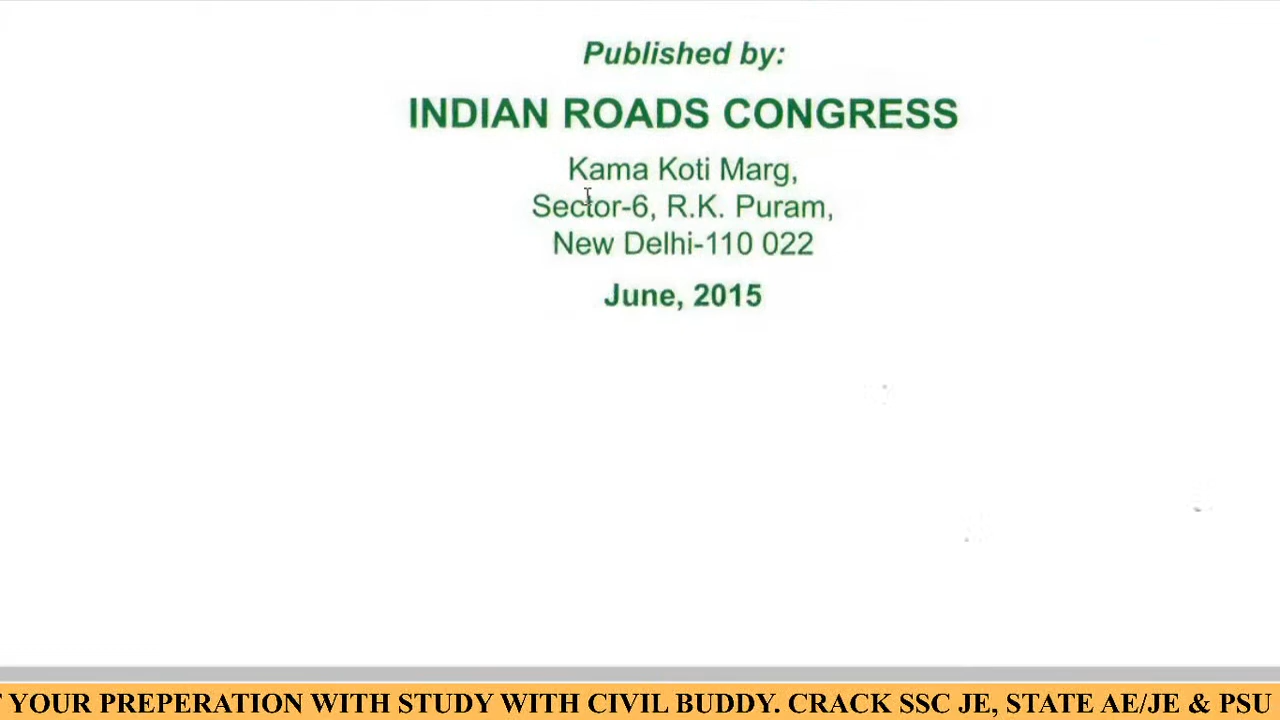 Published by:
INDIAN ROADS CONGRESS
Kama Koti Marg,
Sector-6, R.K. Puram,
New Delhi-110 022
June, 2015
YOUR PREPERATION WITH STUDY WITH CIVIL BUDDY. CRACK SSC JE, STATE AE/JE & PSU